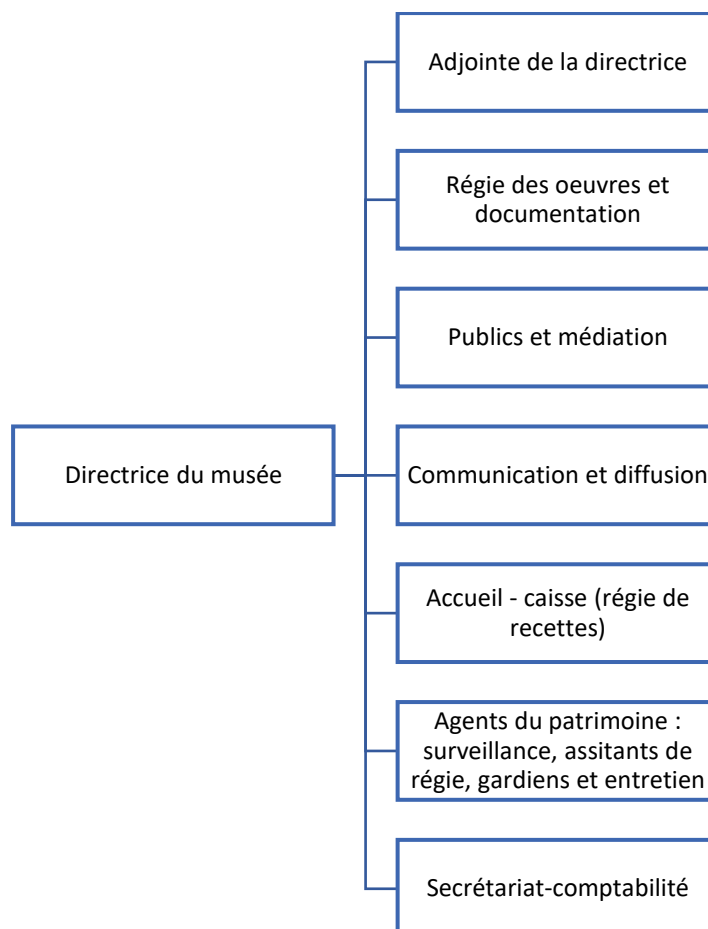 Adjointe de la directrice
Régie des oeuvres et
documentation
Publics et médiation
Directrice du musée
Communication et diffusion
Accueil - caisse (régie de
recettes)
Agents du patrimoine :
surveillance, assitants de
régie, gardiens et entretien
Secrétariat-comptabilité